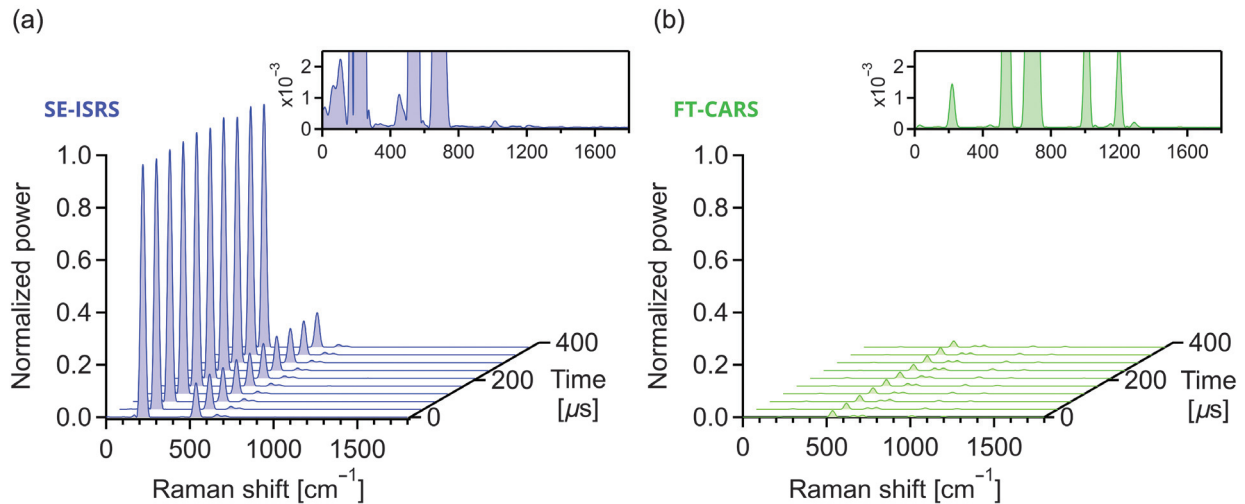 (a)
(b)
2
1
0
x10⁻³
0 400 800 1200 1600
SE-ISRS
2
1
0
x10⁻³
0 400 800 1200 1600
FT-CARS
1.0
0.8
0.6
0.4
0.2
0.0
Normalized power
0 500 1000 1500
Raman shift [cm⁻¹]
400
200
0
Time
[µs]
1.0
0.8
0.6
0.4
0.2
0.0
Normalized power
0 500 1000 1500
Raman shift [cm⁻¹]
400
200
0
Time
[µs]